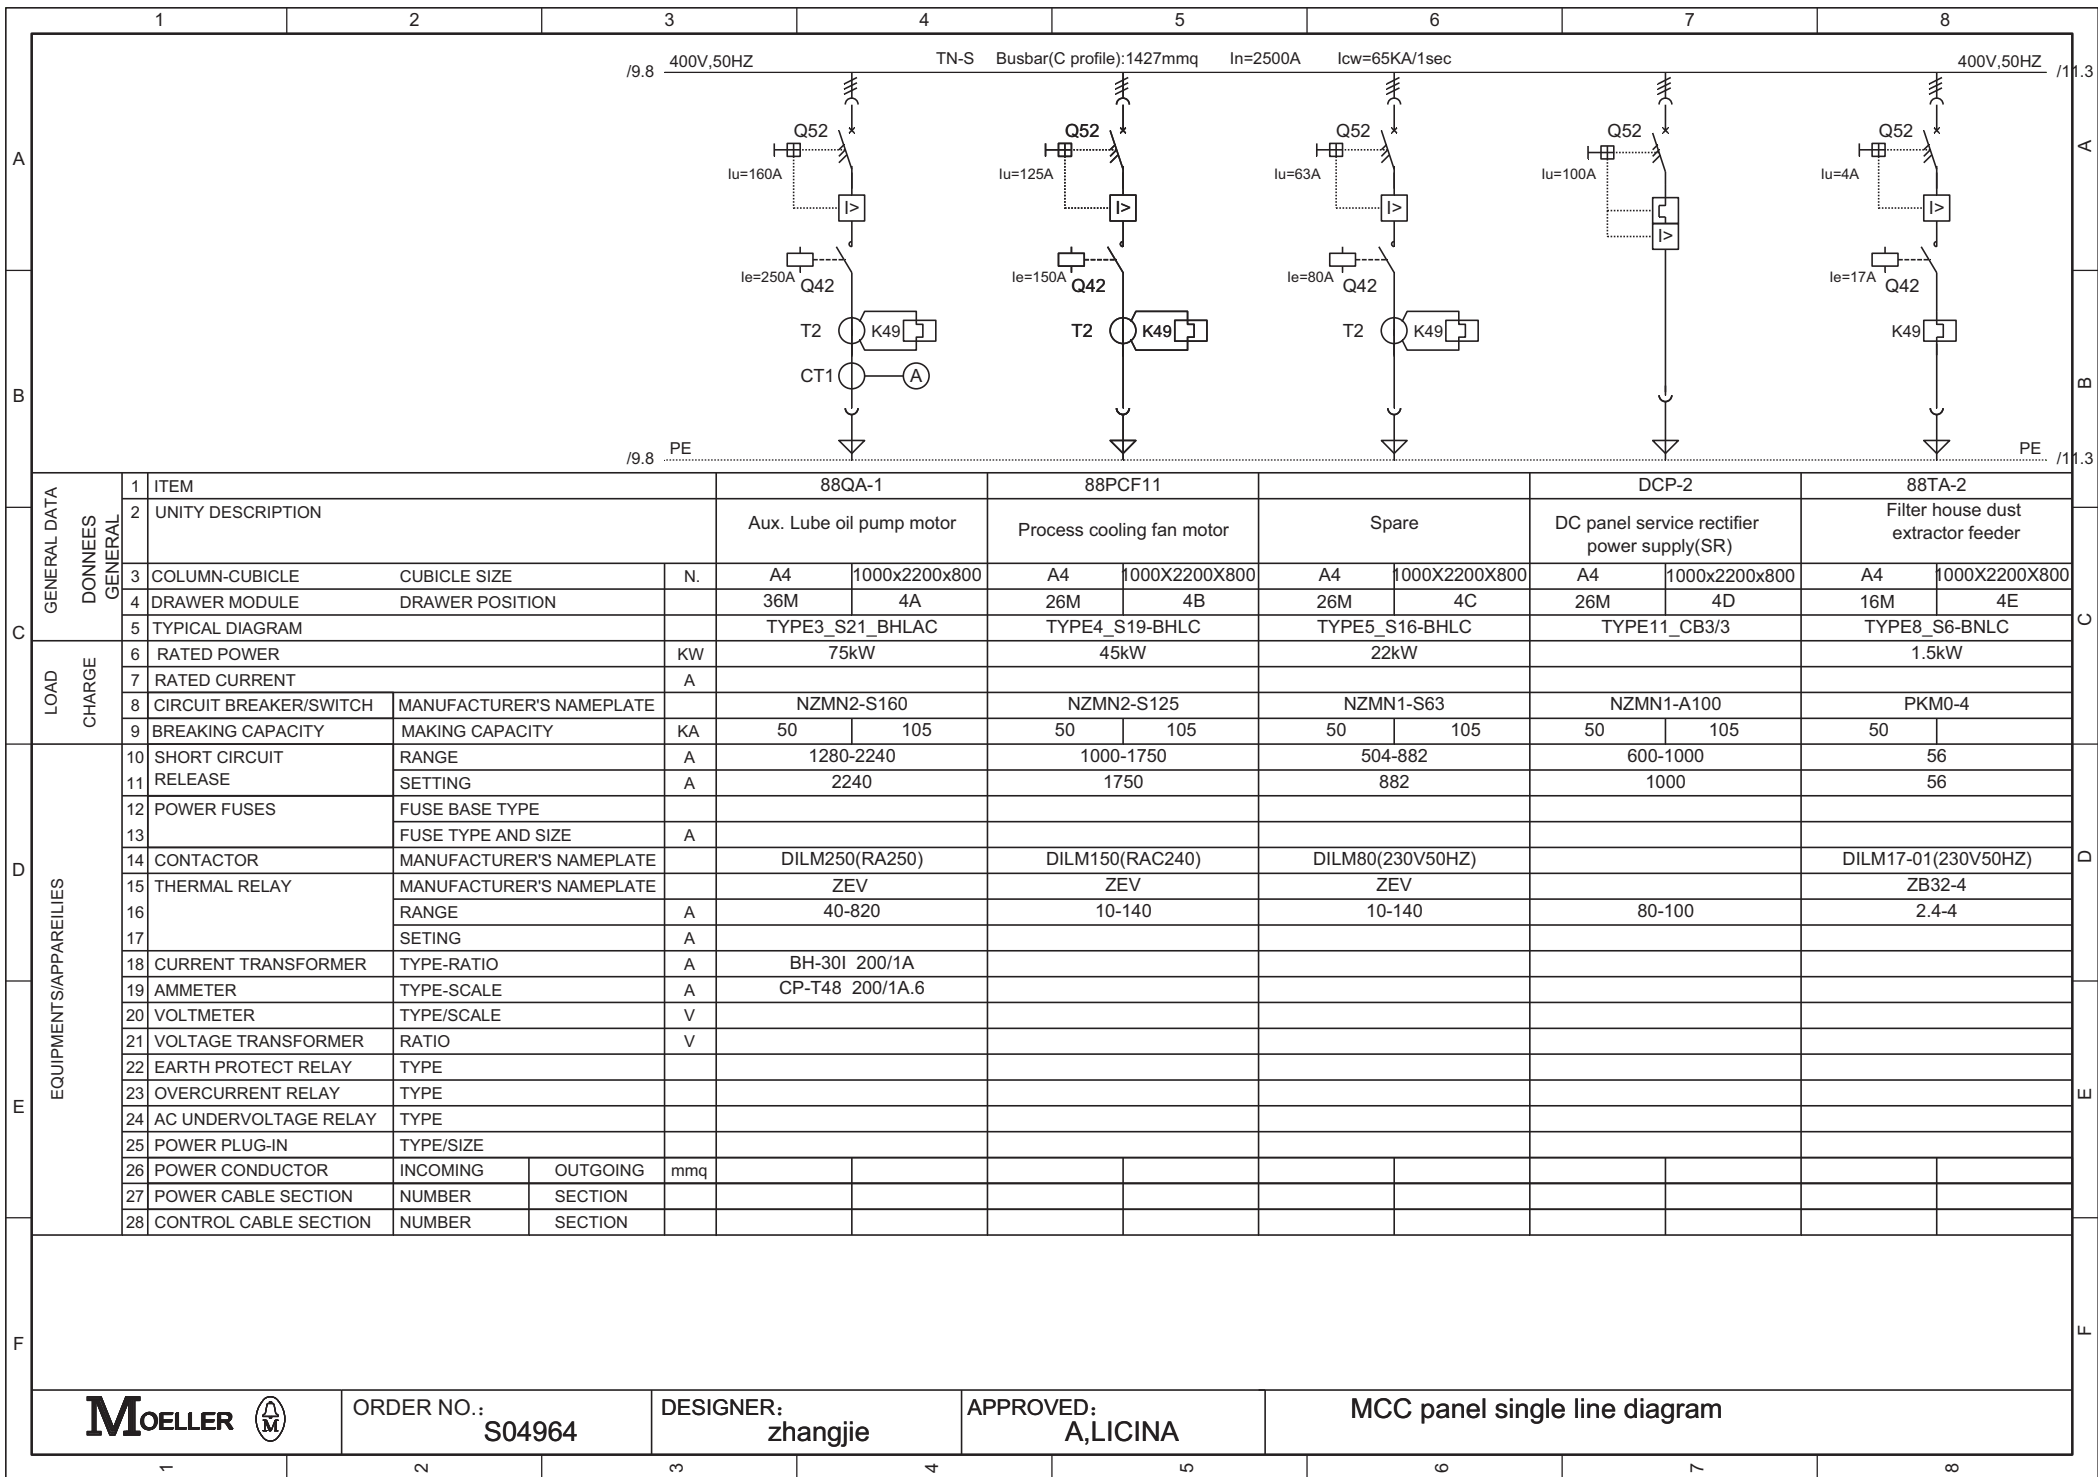 1 2 3 4 5 6 7 8
400V,50HZ TN-S Busbar(C profile):1427mmq In=2500A Icw=65KA/1sec 400V,50HZ
/9.8 /11.3
Q52 Q52 Q52 Q52 Q52
A A
Iu=160A Iu=125A Iu=63A Iu=100A Iu=4A
I> I> I> I> I>
Ie=250A Q42 Ie=150A Q42 Ie=80A Q42 Ie=17A Q42
T2 K49 T2 K49 T2 K49 K49
CT1 A
B B
/9.8 PE PE /11.3
GENERAL DATA
DONNEES GENERAL
1 ITEM 88QA-1 88PCF11 DCP-2 88TA-2
2 UNITY DESCRIPTION Aux. Lube oil pump motor Process cooling fan motor Spare DC panel service rectifier Filter house dust
power supply(SR) extractor feeder
3 COLUMN-CUBICLE CUBICLE SIZE N. A4 1000x2200x800 A4 1000X2200X800 A4 1000X2200X800 A4 1000x2200x800 A4 1000X2200X800
4 DRAWER MODULE DRAWER POSITION 36M 4A 26M 4B 26M 4C 26M 4D 16M 4E
C C
5 TYPICAL DIAGRAM TYPE3_S21_BHLAC TYPE4_S19-BHLC TYPE5_S16-BHLC TYPE11_CB3/3 TYPE8_S6-BNLC
LOAD
CHARGE
6 RATED POWER KW 75kW 45kW 22kW 1.5kW
7 RATED CURRENT A
8 CIRCUIT BREAKER/SWITCH MANUFACTURER'S NAMEPLATE NZMN2-S160 NZMN2-S125 NZMN1-S63 NZMN1-A100 PKM0-4
9 BREAKING CAPACITY MAKING CAPACITY KA 50 105 50 105 50 105 50 105 50
EQUIPMENTS/APPAREILIES
10 SHORT CIRCUIT RANGE A 1280-2240 1000-1750 504-882 600-1000 56
11 RELEASE SETTING A 2240 1750 882 1000 56
12 POWER FUSES FUSE BASE TYPE
13 FUSE TYPE AND SIZE A
14 CONTACTOR MANUFACTURER'S NAMEPLATE DILM250(RA250) DILM150(RAC240) DILM80(230V50HZ) DILM17-01(230V50HZ)
D D
15 THERMAL RELAY MANUFACTURER'S NAMEPLATE ZEV ZEV ZEV ZB32-4
16 RANGE A 40-820 10-140 10-140 80-100 2.4-4
17 SETING A
18 CURRENT TRANSFORMER TYPE-RATIO A BH-30I 200/1A
19 AMMETER TYPE-SCALE A CP-T48 200/1A.6
20 VOLTMETER TYPE/SCALE V
21 VOLTAGE TRANSFORMER RATIO V
22 EARTH PROTECT RELAY TYPE
23 OVERCURRENT RELAY TYPE
E E
24 AC UNDERVOLTAGE RELAY TYPE
25 POWER PLUG-IN TYPE/SIZE
26 POWER CONDUCTOR INCOMING OUTGOING mmq
27 POWER CABLE SECTION NUMBER SECTION
28 CONTROL CABLE SECTION NUMBER SECTION
F F
MOELLER M ORDER NO.: DESIGNER: APPROVED: MCC panel single line diagram
S04964 zhangjie A,LICINA
1 2 3 4 5 6 7 8